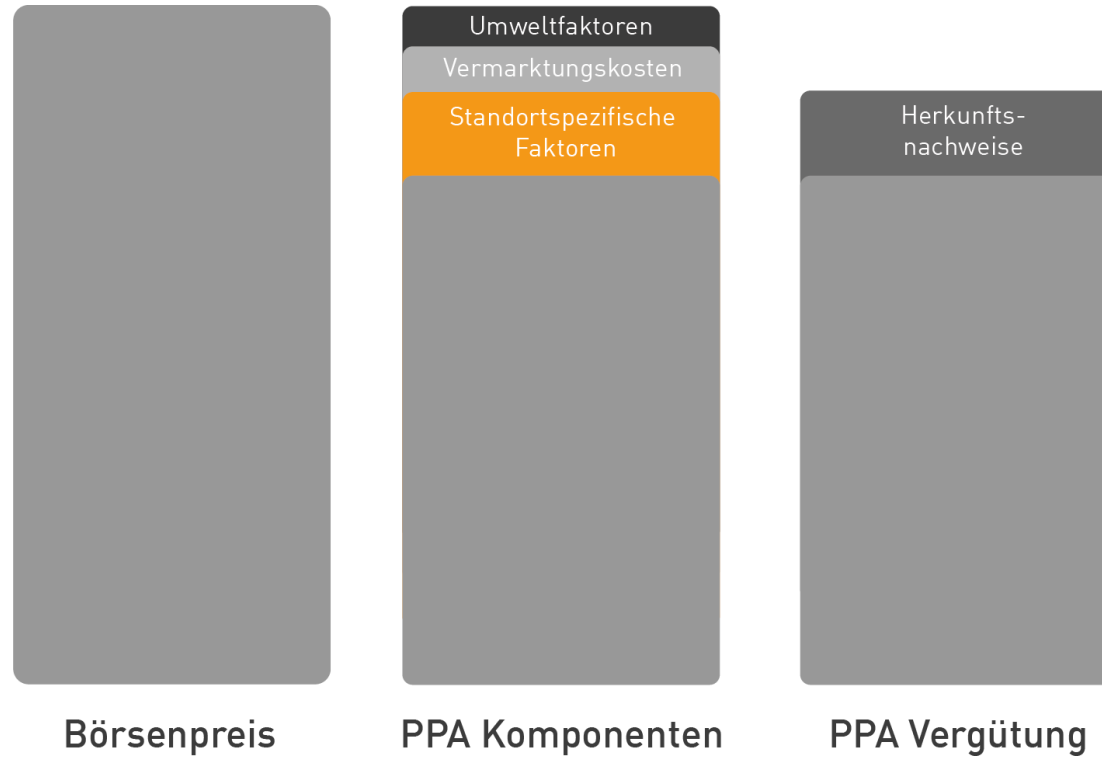 Umweltfaktoren
Vermarktungskosten
Standortspezifische
Faktoren
Herkunfts-
nachweise
Börsenpreis
PPA Komponenten
PPA Vergütung